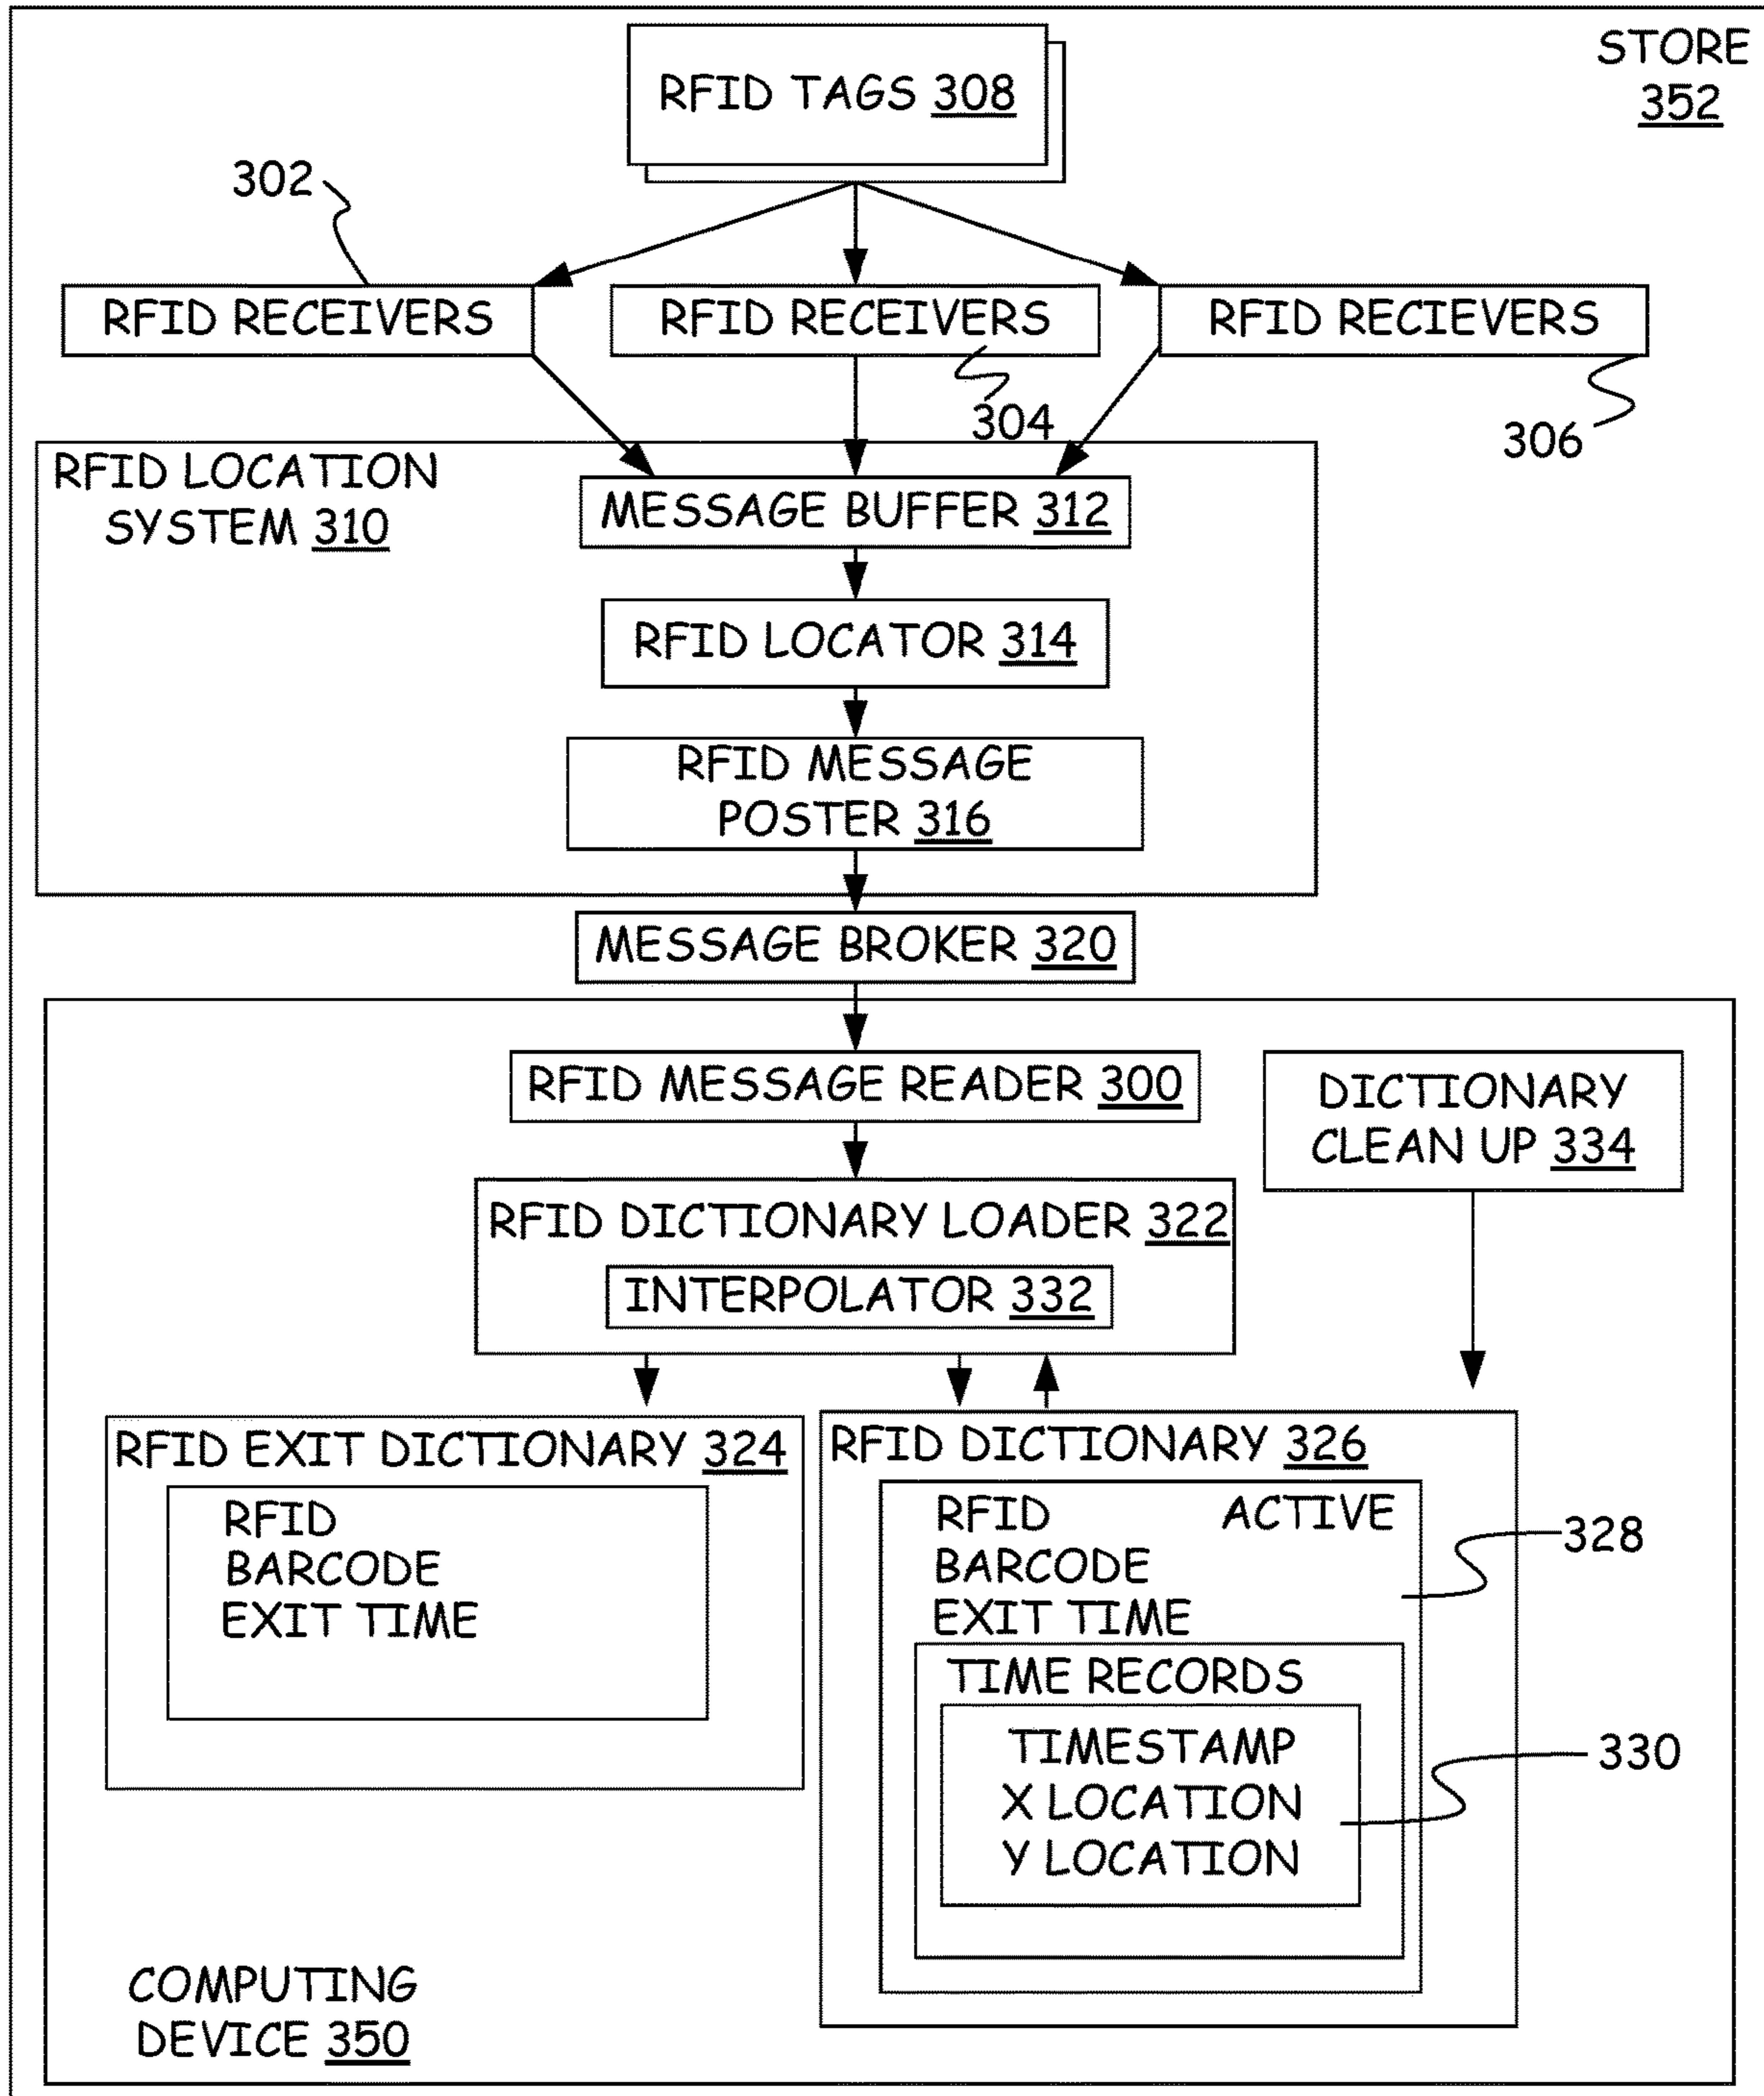 STORE
352
RFID TAGS 308
302
RFID RECEIVERS
RFID RECEIVERS
RFID RECIEVERS
304
306
RFID LOCATION
SYSTEM 310
MESSAGE BUFFER 312
RFID LOCATOR 314
RFID MESSAGE
POSTER 316
MESSAGE BROKER 320
RFID MESSAGE READER 300
DICTIONARY
CLEAN UP 334
RFID DICTIONARY LOADER 322
INTERPOLATOR 332
RFID EXIT DICTIONARY 324
RFID
BARCODE
EXIT TIME
RFID DICTIONARY 326
RFID ACTIVE
BARCODE
EXIT TIME
328
TIME RECORDS
TIMESTAMP
X LOCATION
Y LOCATION
330
COMPUTING
DEVICE 350